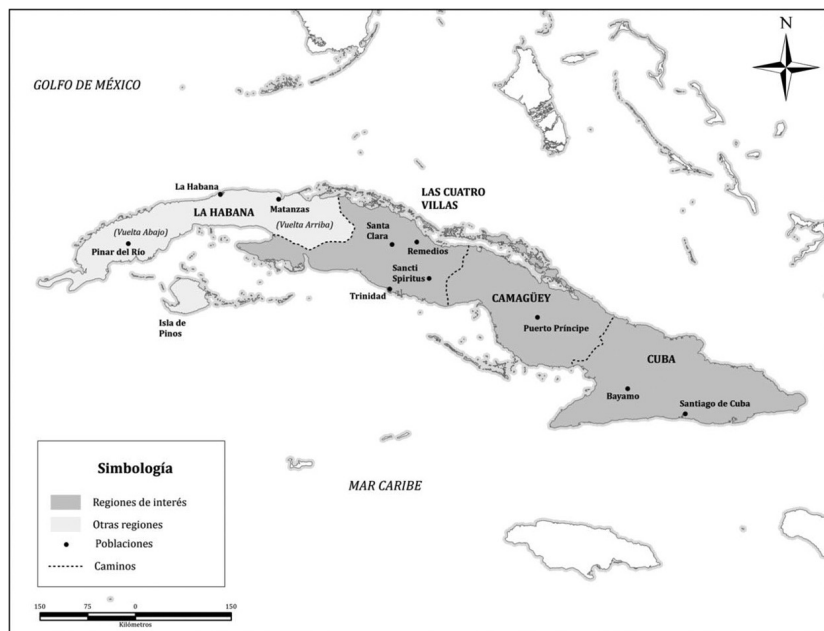 N
GOLFO DE MÉXICO
La Habana
LAS CUATRO
VILLAS
LA HABANA
Matanzas
(Vuelta Abajo)
(Vuelta Arriba)
Pinar del Río
Santa
Clara
Remedios
Sancti
Spiritus
Trinidad
CAMAGÜEY
Isla de
Pinos
Puerto Príncipe
CUBA
Bayamo
Santiago de Cuba
MAR CARIBE
Simbología
Regiones de interés
Otras regiones
Poblaciones
Caminos
150 75 0 150
Kilómetros